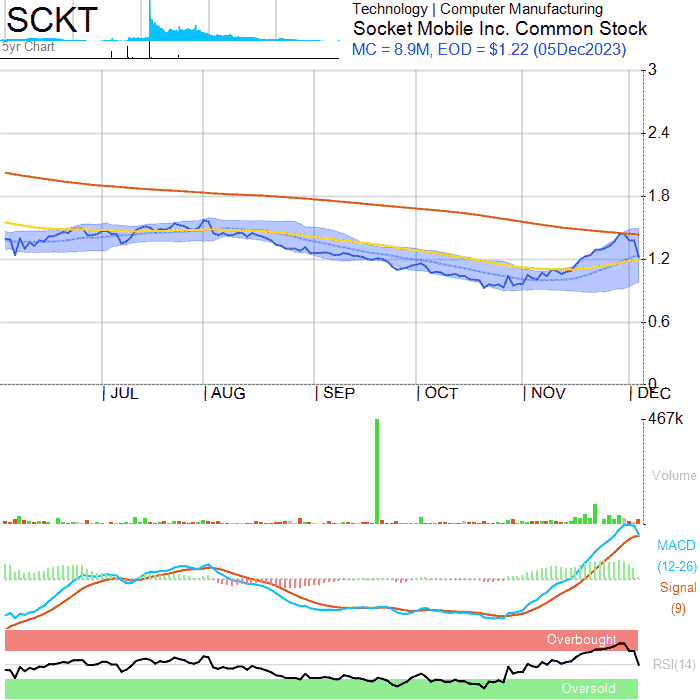 SCKT
5yr Chart
Technology | Computer Manufacturing
Socket Mobile Inc. Common Stock
MC = 8.9M, EOD = $1.22 (05Dec2023)
3
2.4
1.8
1.2
0.6
0
| JUL | AUG | SEP | OCT | NOV | DEC
467k
Volume
MACD
(12-26)
Signal
(9)
Overbought
RSI(14)
Oversold